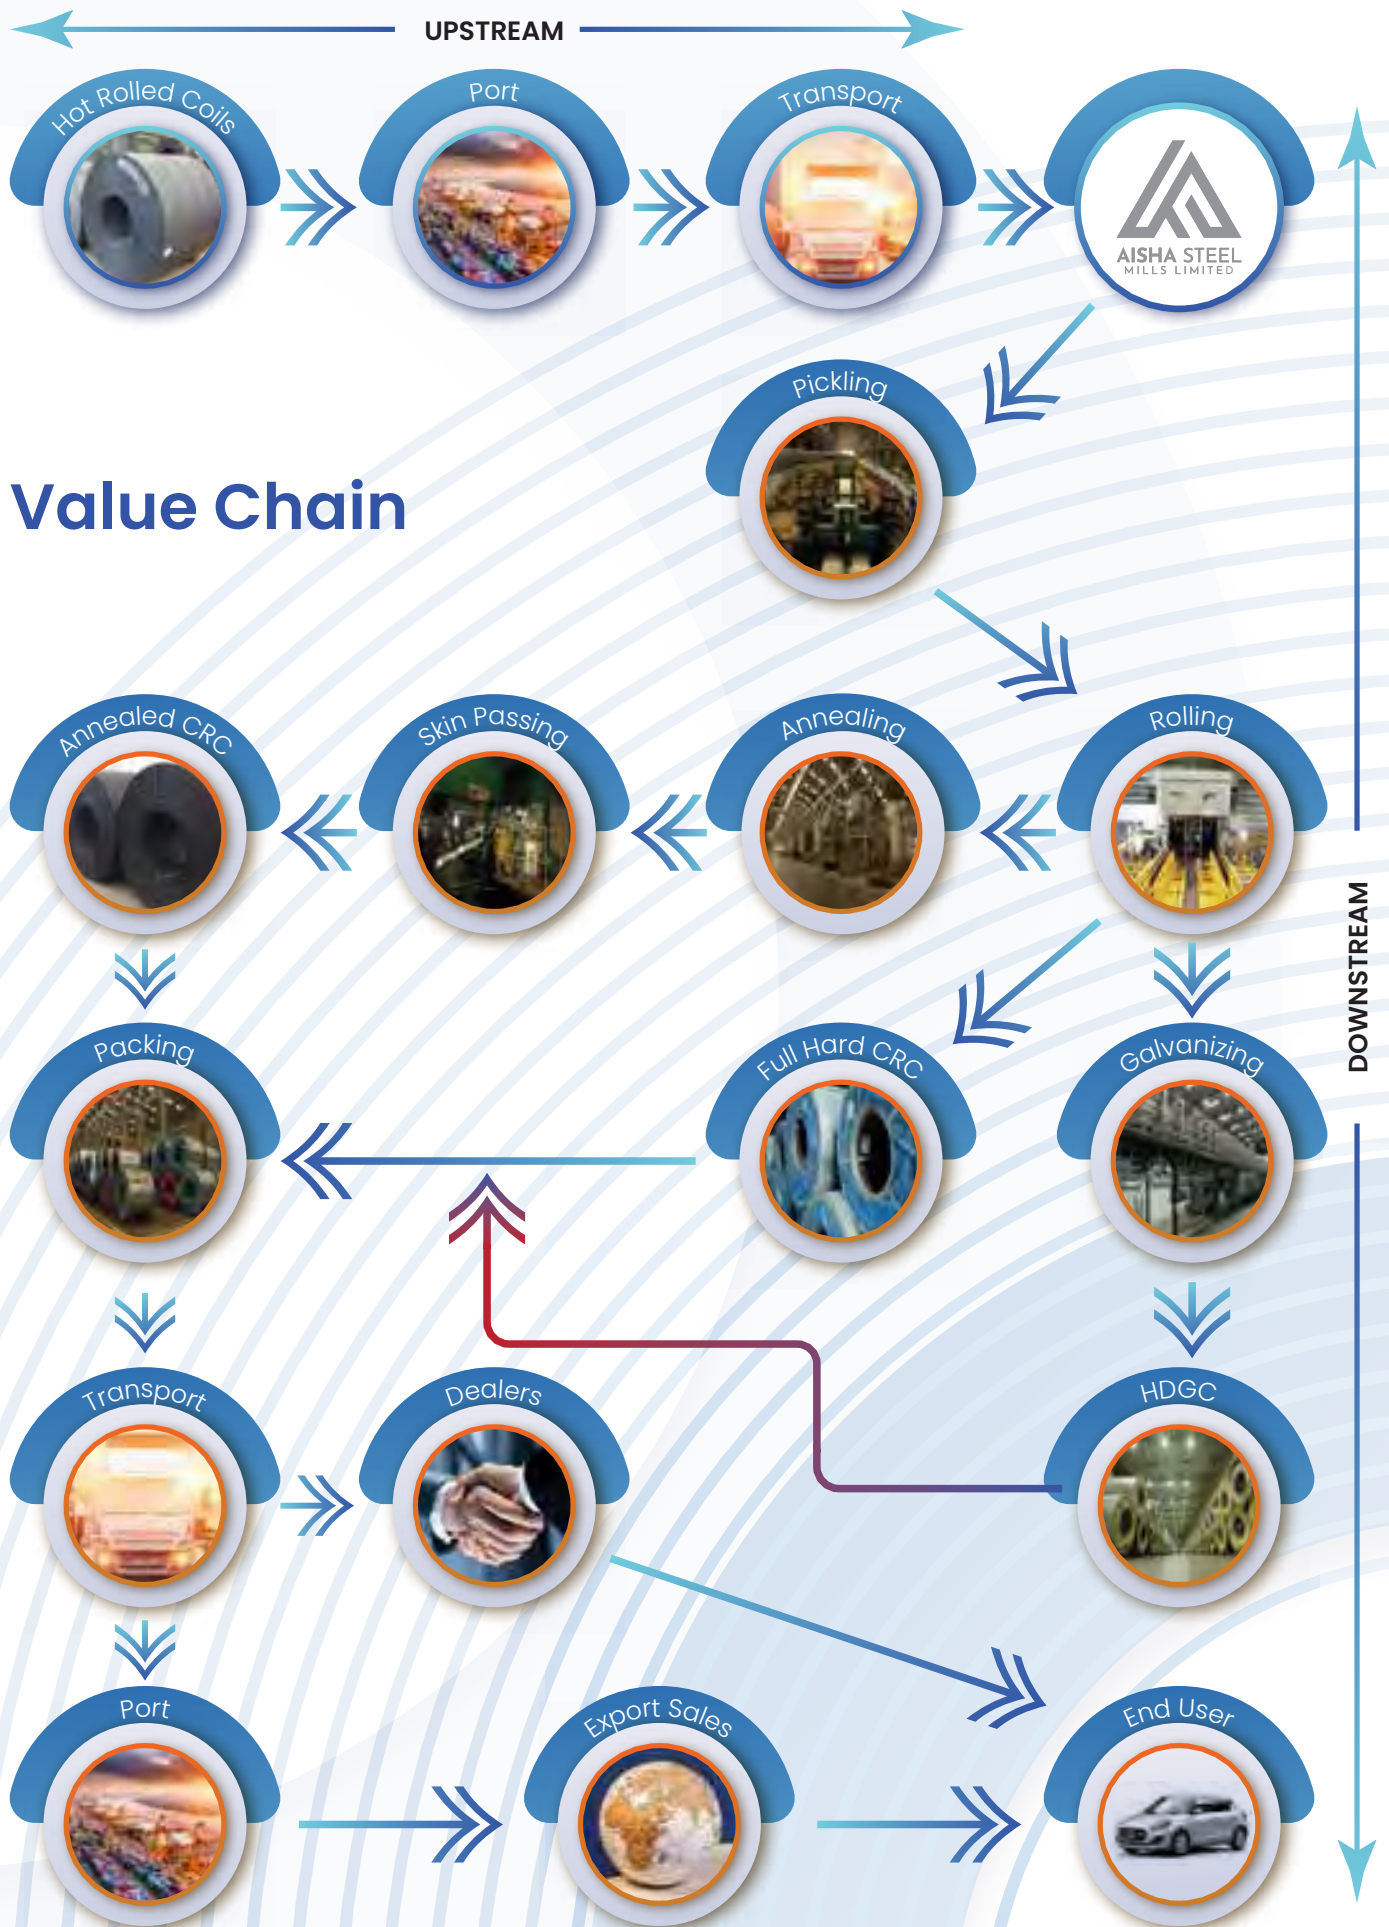 UPSTREAM
Hot Rolled Coils
Port
Transport
AISHA STEEL
MILLS LIMITED
Pickling
Value Chain
Annealed CRC
Skin Passing
Annealing
Rolling
DOWNSTREAM
Packing
Full Hard CRC
Galvanizing
Transport
Dealers
HDGC
Port
Export Sales
End User